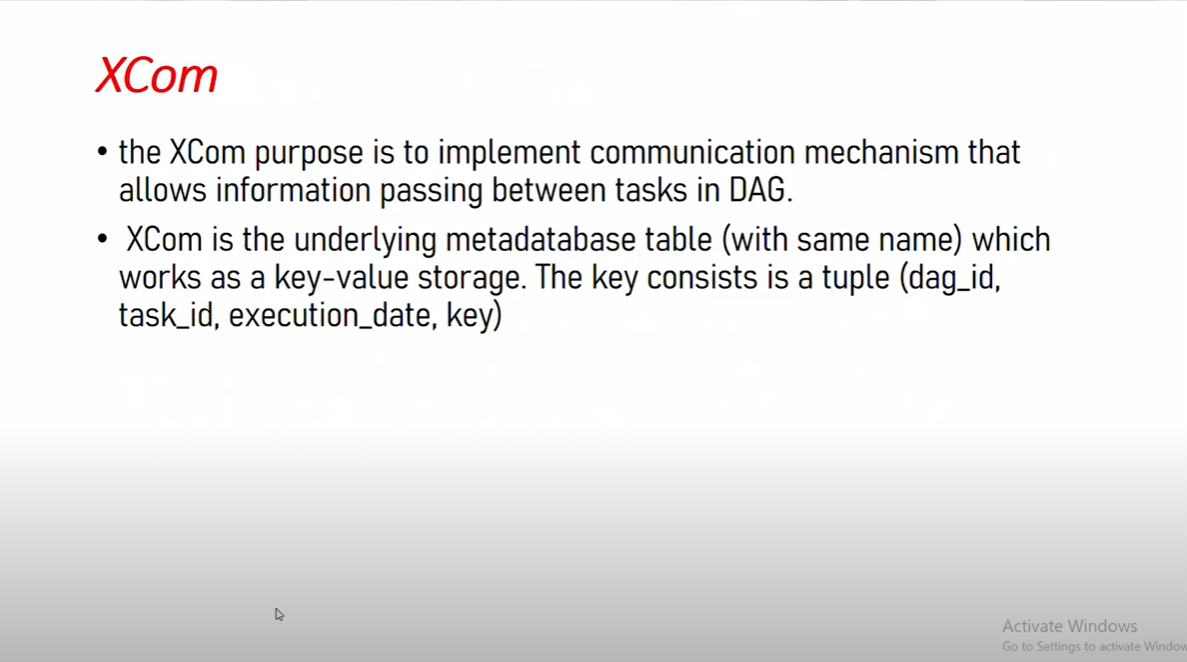 XCom
• the XCom purpose is to implement communication mechanism that
allows information passing between tasks in DAG.
• XCom is the underlying metadatabase table (with same name) which
works as a key-value storage. The key consists is a tuple (dag_id,
task_id, execution_date, key)
Activate Windows
Go to Settings to activate Window